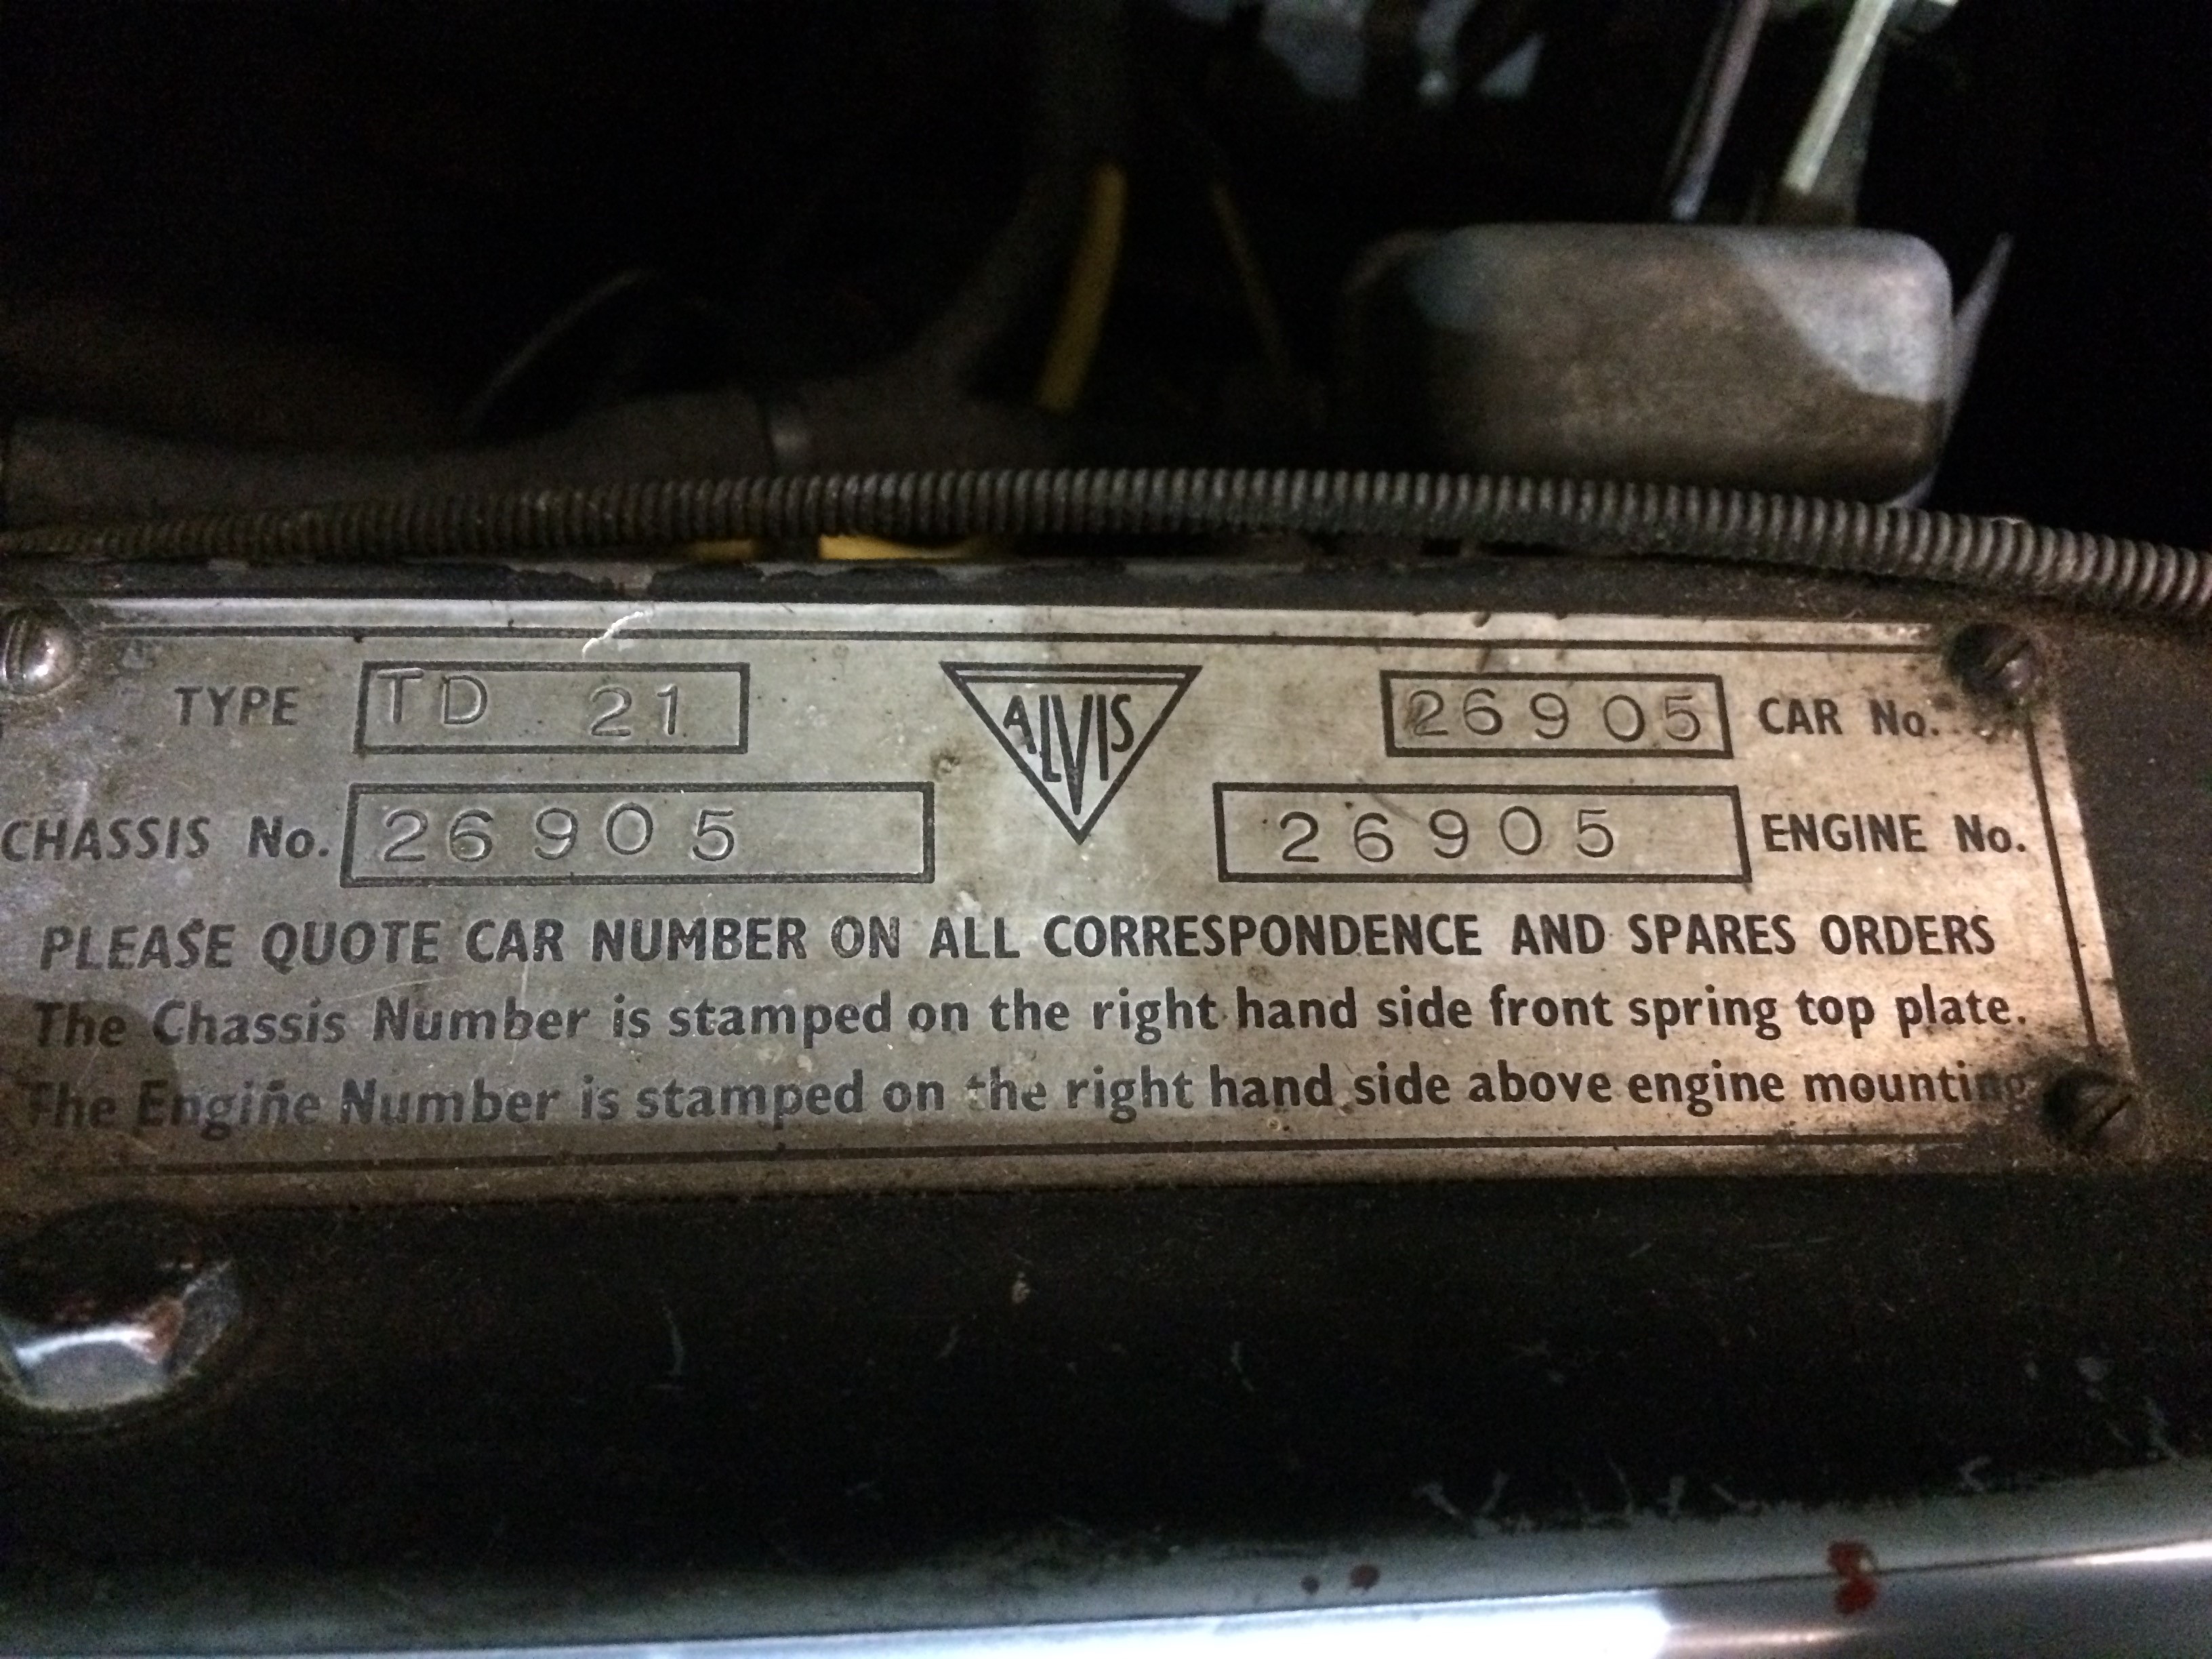 TYPE TD 21 ALVIS 26905 CAR No.
CHASSIS No. 26905 26905 ENGINE No.
PLEASE QUOTE CAR NUMBER ON ALL CORRESPONDENCE AND SPARES ORDERS
The Chassis Number is stamped on the right hand side front spring top plate.
The Engine Number is stamped on the right hand side above engine mounting